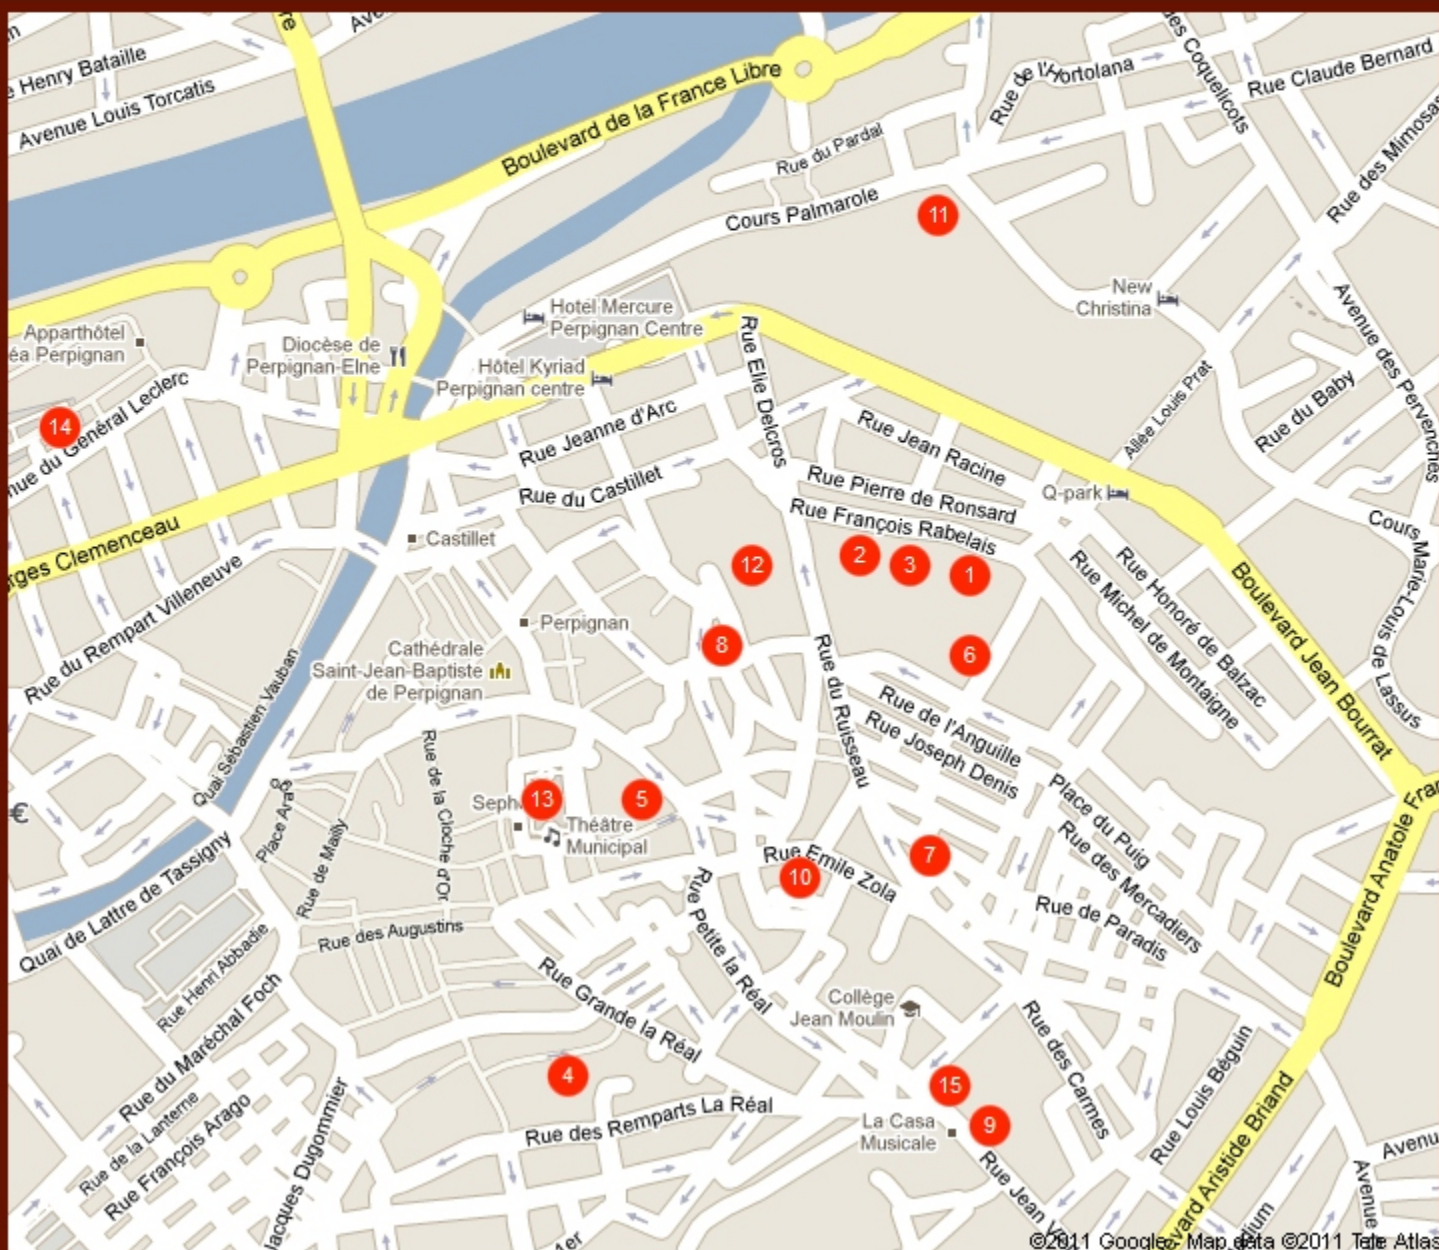 Henry Bataille
Avenue Louis Torcatis
Boulevard de la France Libre
Rue de l'Hortolana
Coquelicots
Rue Claude Bernard
Rue des Mimosas
Rue du Pardal
Cours Palmarole
11
New
Christina
Avenue des Pervenches
Apparthôtel
Perpignan
Diocèse de
Perpignan-Elne
Hotel Mercure
Perpignan Centre
Hôtel Kyriad
Perpignan centre
Rue Elie Delcros
Allée Louis Prat
Rue du Baby
14
du Général Leclerc
Rue Jeanne d'Arc
Rue Jean Racine
Rue du Castillet
Rue Pierre de Ronsard
Q-park
Rue François Rabelais
Cours Marie-Louis de Lassus
Clemenceau
Castillet
12
2
3
1
Rue du Rempart Villeneuve
Rue Honoré de Balzac
Rue Michel de Montaigne
Boulevard Jean Bourrat
Perpignan
Cathédrale
Saint-Jean-Baptiste
de Perpignan
8
6
Quai Sébastien Vauban
Rue du Ruisseau
Rue de l'Anguille
Rue Joseph Denis
Rue de la Cloche d'Or
€
13
5
Théâtre
Municipal
Place Arago
Rue de Mailly
Place du Puig
Rue des Mercadiers
Boulevard Anatole
Quai de Lattre de Tassigny
Rue Emile Zola
10
7
Rue Petite la Réal
Rue de Paradis
Rue des Augustins
Rue Henri Abbadie
Rue Grande la Réal
Collège
Jean Moulin
Rue du Maréchal Foch
Rue des Carmes
Rue Louis Béguin
4
15
9
La Casa
Musicale
Rue des Remparts La Réal
Rue de la Lanterne
Rue François Arago
Jacques Dugommier
Rue Jean
Aristide Briand
Avenue
©2011 Google - Map data ©2011 Tele Atlas